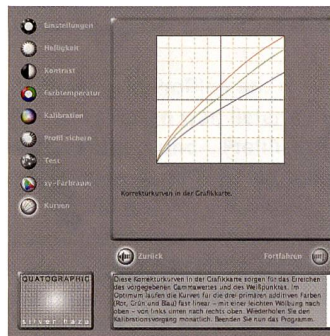 Einstellungen
Helligkeit
Kontrast
Farbtemperatur
Kalibration
Profil sichern
Test
xy-Farbraum
Kurven
Korrekturkurven in der Grafikkarte.
Zurück
Fortfahren
QUATOGRAPHIC
silver haze
Diese Korrekturkurven in der Grafikkarte sorgen für das Erreichen
des vorgegebenen Gammawertes und des Weißpunktes. Im
Optimum laufen die Kurven für die drei primären additiven Farben
(Rot, Grün und Blau) fast linear - mit einer leichten Wölbung nach
oben - von links unten nach rechts oben. Wiederholen Sie den
Kalibrationsvorgang monatlich. Beenden Sie nun das Programm.